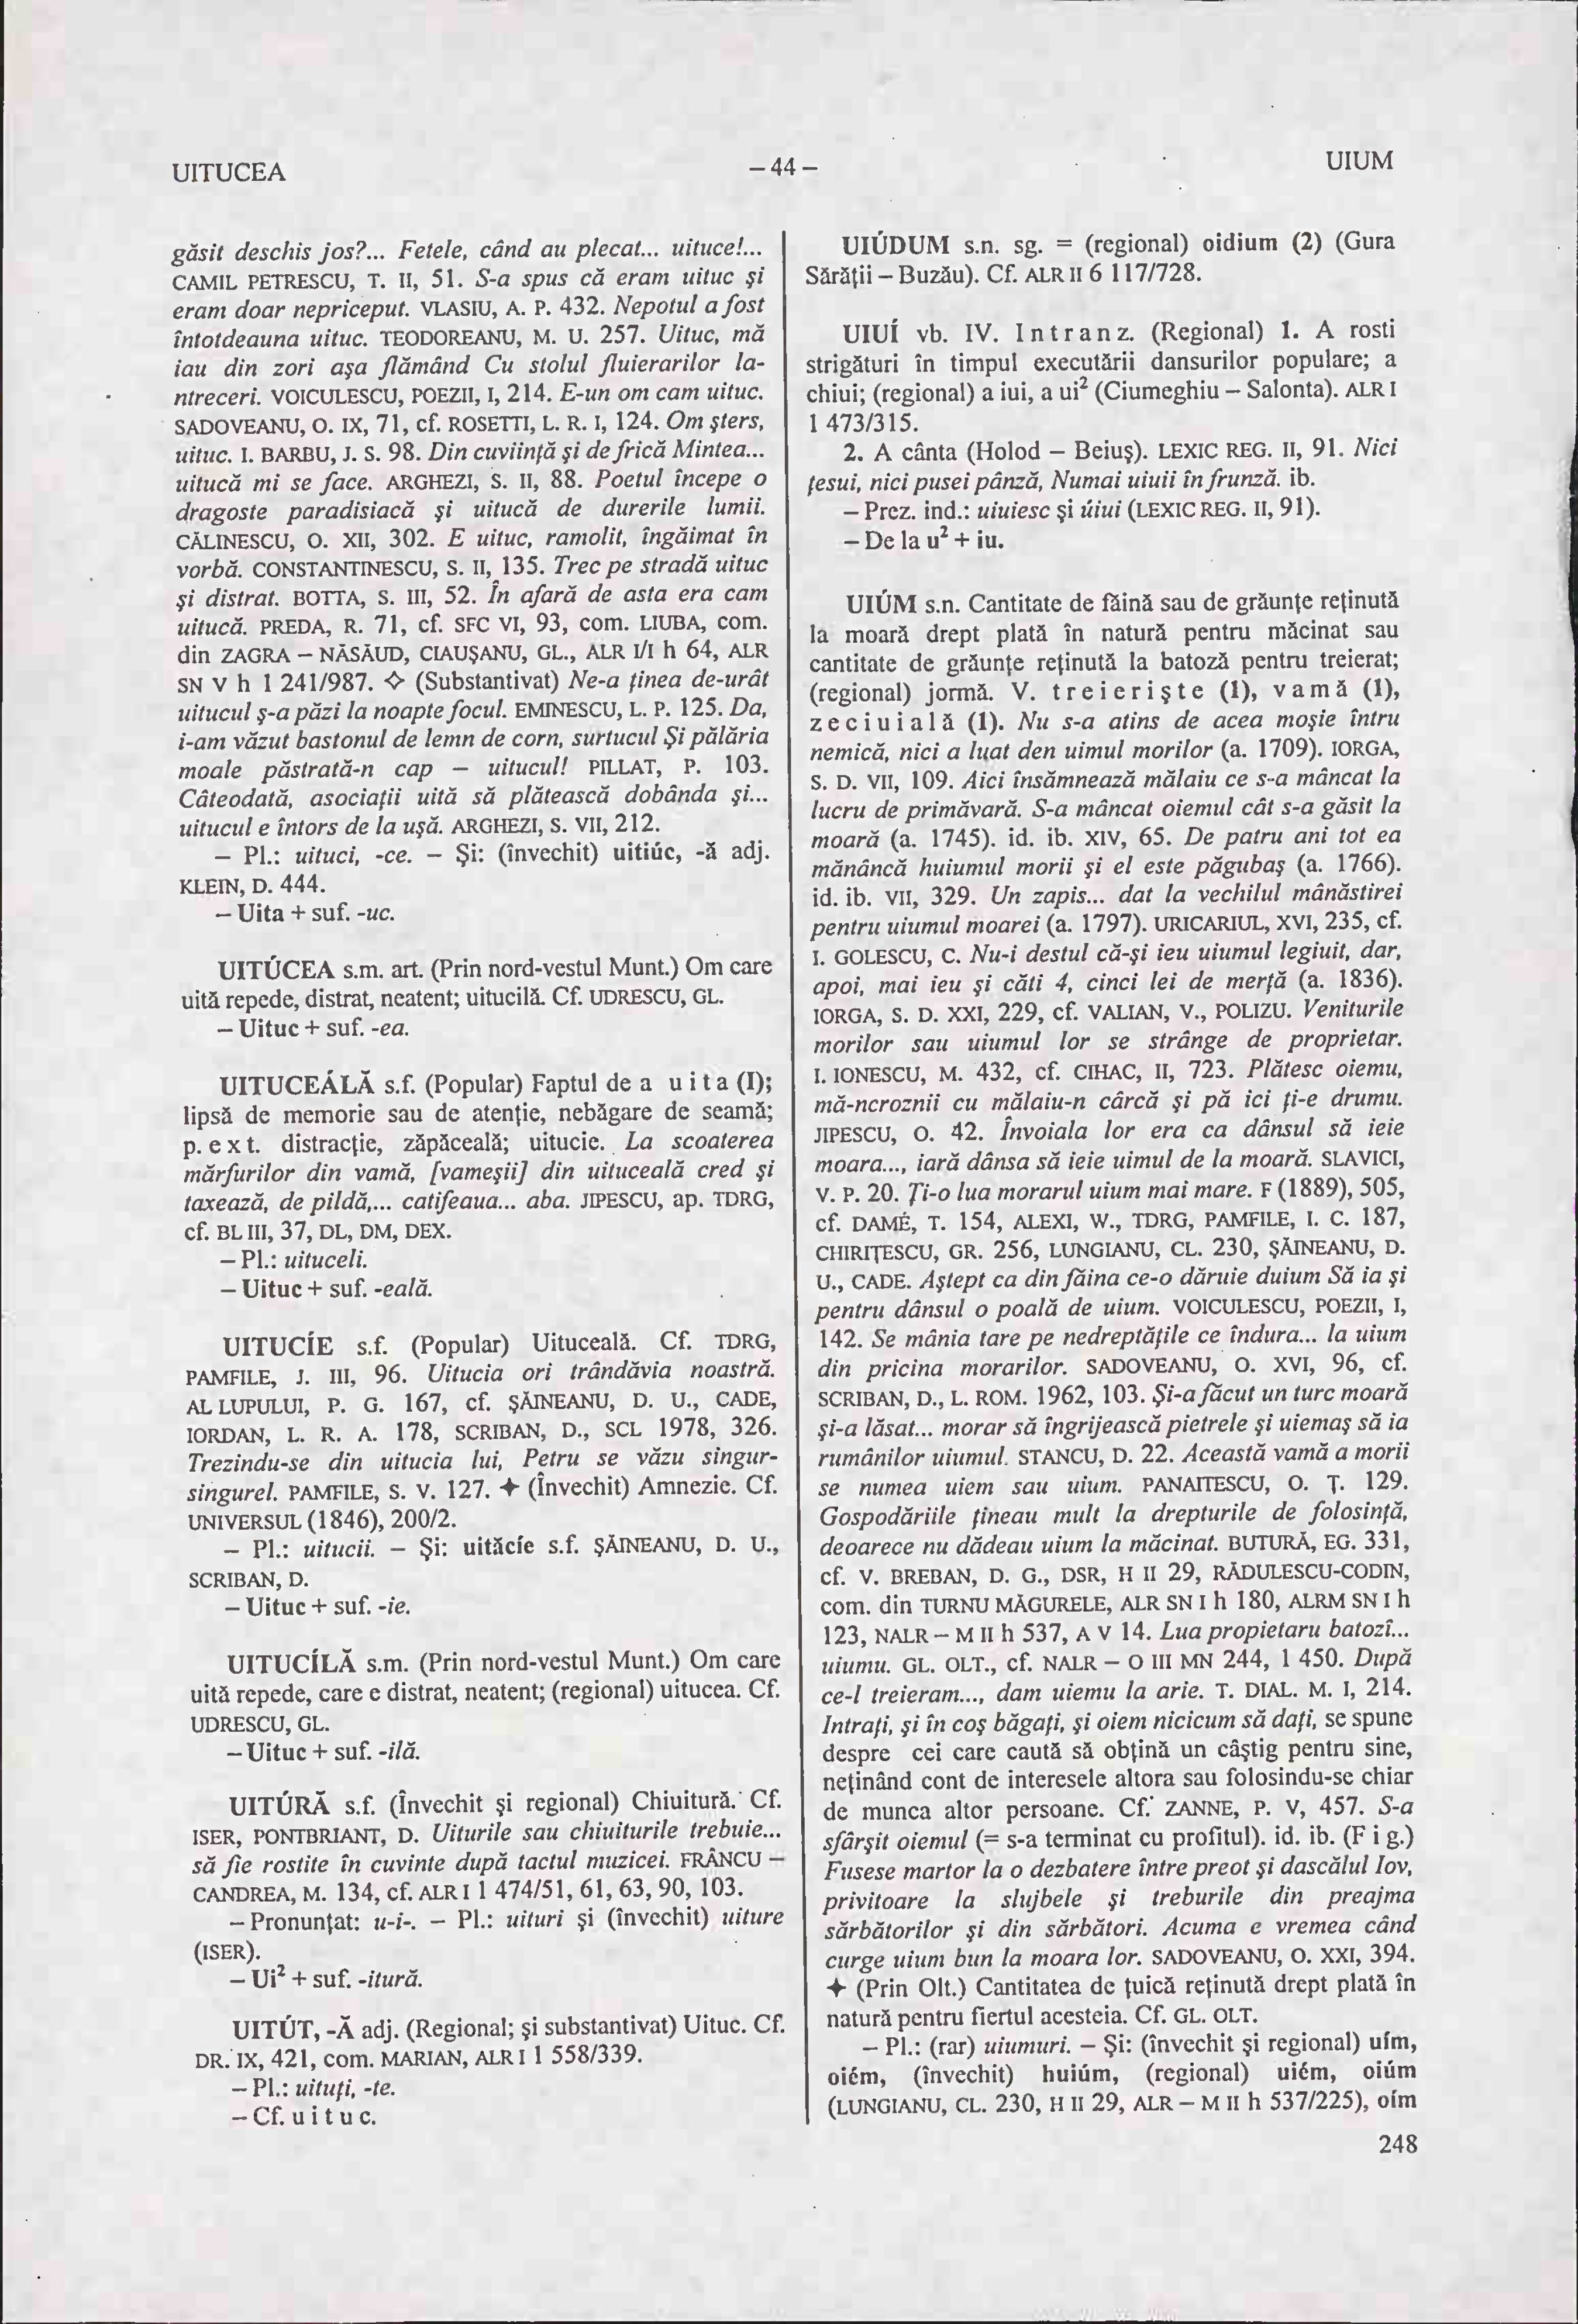 UITUCEA
– 44 –
UIUM
găsit deschis jos?... Fetele, când au plecat... uituce!...
CAMIL PETRESCU, T. II, 51. S-a spus că eram uituc şi
eram doar nepriceput. VLASIU, A. P. 432. Nepotul a fost
întotdeauna uituc. TEODOREANU, M. U. 257. Uituc, mă
iau din zori aşa flămând Cu stolul fluierarilor la-
ntreceri. VOICULESCU, POEZII, I, 214. E-un om cam uituc.
SADOVEANU, O. IX, 71, cf. ROSETTI, L. R. I, 124. Om şters,
uituc. I. BARBU, J. S. 98. Din cuviinţă şi de frică Mintea...
uitucă mi se face. ARGHEZI, S. II, 88. Poetul începe o
dragoste paradisiacă şi uitucă de durerile lumii.
CĂLINESCU, O. XII, 302. E uituc, ramolit, îngăimat în
vorbă. CONSTANTINESCU, S. II, 135. Trec pe stradă uituc
şi distrat. BOTTA, S. III, 52. În afară de asta era cam
uitucă. PREDA, R. 71, cf. SFC VI, 93, com. LIUBA, com.
din ZAGRA – NĂSĂUD, CIAUŞANU, GL., ALR I/I h 64, ALR
SN V h 1 241/987. ◇ (Substantivat) Ne-a ţinea de-urât
uitucul ş-a păzi la noapte focul. EMINESCU, L. P. 125. Da,
i-am văzut bastonul de lemn de corn, surtucul Şi pălăria
moale păstrată-n cap – uitucul! PILLAT, P. 103.
Câteodată, asociaţii uită să plătească dobânda şi...
uitucul e întors de la uşă. ARGHEZI, S. VII, 212.
– Pl.: uituci, -ce. – Şi: (învechit) uitiúc, -ă adj.
KLEIN, D. 444.
– Uita + suf. -uc.
UITÚCEA s.m. art. (Prin nord-vestul Munt.) Om care
uită repede, distrat, neatent; uitucilă. Cf. UDRESCU, GL.
– Uituc + suf. -ea.
UITUCEÁLĂ s.f. (Popular) Faptul de a uita (I);
lipsă de memorie sau de atenţie, nebăgare de seamă;
p. ext. distracţie, zăpăceală; uitucie. La scoaterea
mărfurilor din vamă, [vameşii] din uituceală cred şi
taxează, de pildă,... catifeaua... aba. JIPESCU, ap. TDRG,
cf. BL III, 37, DL, DM, DEX.
– Pl.: uituceli.
– Uituc + suf. -eală.
UITUCÍE s.f. (Popular) Uituceală. Cf. TDRG,
PAMFILE, J. III, 96. Uitucia ori trândăvia noastră.
AL LUPULUI, P. G. 167, cf. ŞĂINEANU, D. U., CADE,
IORDAN, L. R. A. 178, SCRIBAN, D., SCL 1978, 326.
Trezindu-se din uitucia lui, Petru se văzu singur-
singurel. PAMFILE, S. V. 127. ✦ (Învechit) Amnezie. Cf.
UNIVERSUL (1846), 200/2.
– Pl.: uitucii. – Şi: uităcíe s.f. ŞĂINEANU, D. U.,
SCRIBAN, D.
– Uituc + suf. -ie.
UITUCÍLĂ s.m. (Prin nord-vestul Munt.) Om care
uită repede, care e distrat, neatent; (regional) uitucea. Cf.
UDRESCU, GL.
– Uituc + suf. -ilă.
UITÚRĂ s.f. (Învechit şi regional) Chiuitură. Cf.
ISER, PONTBRIANT, D. Uiturile sau chiuiturile trebuie...
să fie rostite în cuvinte după tactul muzicei. FRÂNCU –
CANDREA, M. 134, cf. ALR I 1 474/51, 61, 63, 90, 103.
– Pronunţat: u-i-. – Pl.: uituri şi (învechit) uiture
(ISER).
– Ui² + suf. -itură.
UITÚT, -Ă adj. (Regional; şi substantivat) Uituc. Cf.
DR. IX, 421, com. MARIAN, ALR I 1 558/339.
– Pl.: uituţi, -te.
– Cf. uituc.
UIÚDUM s.n. sg. = (regional) oidium (2) (Gura
Sărăţii – Buzău). Cf. ALR II 6 117/728.
UIUÍ vb. IV. Intranz. (Regional) 1. A rosti
strigături în timpul executării dansurilor populare; a
chiui; (regional) a iui, a ui² (Ciumeghiu – Salonta). ALR I
1 473/315.
2. A cânta (Holod – Beiuş). LEXIC REG. II, 91. Nici
ţesui, nici pusei pânză, Numai uiuii în frunză. ib.
– Prez. ind.: uiuiesc şi úiui (LEXIC REG. II, 91).
– De la u² + iu.
UIÚM s.n. Cantitate de făină sau de grăunţe reţinută
la moară drept plată în natură pentru măcinat sau
cantitate de grăunţe reţinută la batoză pentru treierat;
(regional) jormă. V. treierişte (1), vamă (1),
zeciuială (1). Nu s-a atins de acea moşie întru
nemică, nici a luat den uimul morilor (a. 1709). IORGA,
S. D. VII, 109. Aici însămnează mălaiu ce s-a mâncat la
lucru de primăvară. S-a mâncat oiemul cât s-a găsit la
moară (a. 1745). id. ib. XIV, 65. De patru ani tot ea
mănâncă huiumul morii şi el este păgubaş (a. 1766).
id. ib. VII, 329. Un zapis... dat la vechilul mânăstirei
pentru uiumul moarei (a. 1797). URICARIUL, XVI, 235, cf.
I. GOLESCU, C. Nu-i destul că-şi ieu uiumul legiuit, dar,
apoi, mai ieu şi căti 4, cinci lei de merţă (a. 1836).
IORGA, S. D. XXI, 229, cf. VALIAN, V., POLIZU. Veniturile
morilor sau uiumul lor se strânge de proprietar.
I. IONESCU, M. 432, cf. CIHAC, II, 723. Plătesc oiemu,
mă-ncroznii cu mălaiu-n cârcă şi pă ici ţi-e drumu.
JIPESCU, O. 42. Învoiala lor era ca dânsul să ieie
moara..., iară dânsa să ieie uimul de la moară. SLAVICI,
V. P. 20. Ţi-o lua morarul uium mai mare. F (1889), 505,
cf. DAMÉ, T. 154, ALEXI, W., TDRG, PAMFILE, I. C. 187,
CHIRIŢESCU, GR. 256, LUNGIANU, CL. 230, ŞĂINEANU, D.
U., CADE. Aştept ca din făina ce-o dăruie duium Să ia şi
pentru dânsul o poală de uium. VOICULESCU, POEZII, I,
142. Se mânia tare pe nedreptăţile ce îndura... la uium
din pricina morarilor. SADOVEANU, O. XVI, 96, cf.
SCRIBAN, D., L. ROM. 1962, 103. Şi-a făcut un turc moară
şi-a lăsat... morar să îngrijească pietrele şi uiemaş să ia
rumânilor uiumul. STANCU, D. 22. Această vamă a morii
se numea uiem sau uium. PANAITESCU, O. Ţ. 129.
Gospodăriile ţineau mult la drepturile de folosinţă,
deoarece nu dădeau uium la măcinat. BUTURĂ, EG. 331,
cf. V. BREBAN, D. G., DSR, H II 29, RĂDULESCU-CODIN,
com. din TURNU MĂGURELE, ALR SN I h 180, ALRM SN I h
123, NALR – M II h 537, A V 14. Lua propietaru batozî...
uiumu. GL. OLT., cf. NALR – O III MN 244, 1 450. După
ce-l treieram..., dam uiemu la arie. T. DIAL. M. I, 214.
Intraţi, şi în coş băgaţi, şi oiem nicicum să daţi, se spune
despre cei care caută să obţină un câştig pentru sine,
neţinând cont de interesele altora sau folosindu-se chiar
de munca altor persoane. Cf. ZANNE, P. V, 457. S-a
sfârşit oiemul (= s-a terminat cu profitul). id. ib. (Fig.)
Fusese martor la o dezbatere între preot şi dascălul Iov,
privitoare la slujbele şi treburile din preajma
sărbătorilor şi din sărbători. Acuma e vremea când
curge uium bun la moara lor. SADOVEANU, O. XXI, 394.
✦ (Prin Olt.) Cantitatea de ţuică reţinută drept plată în
natură pentru fiertul acesteia. Cf. GL. OLT.
– Pl.: (rar) uiumuri. – Şi: (învechit şi regional) uím,
oiém, (învechit) huiúm, (regional) uiém, oiúm
(LUNGIANU, CL. 230, H II 29, ALR – M II h 537/225), oím
248